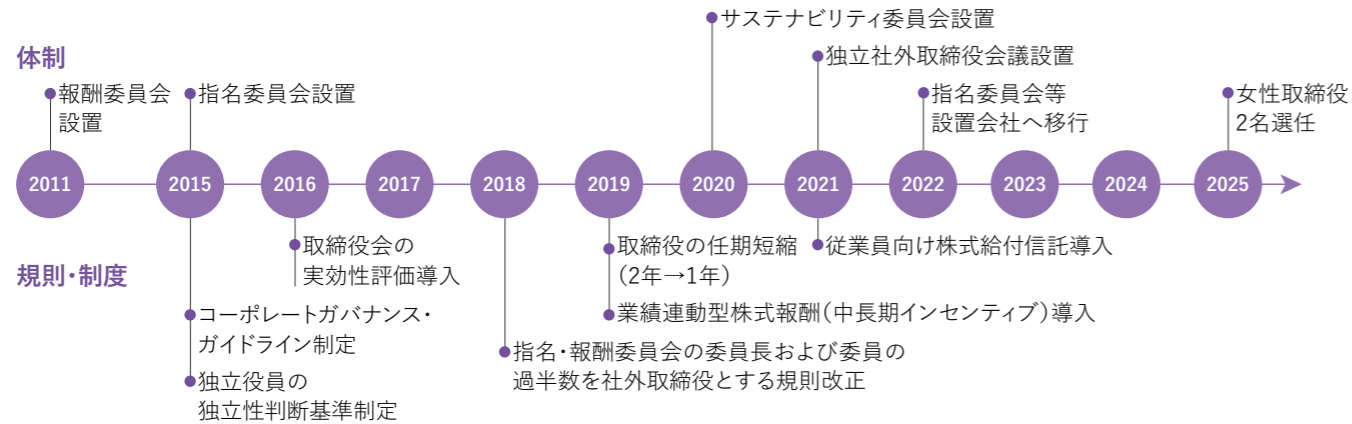 サステナビリティ委員会設置
体制
独立社外取締役会議設置
報酬委員会
設置
指名委員会設置
指名委員会等
設置会社へ移行
女性取締役
2名選任
2011
2015
2016
2017
2018
2019
2020
2021
2022
2023
2024
2025
規則・制度
取締役会の
実効性評価導入
取締役の任期短縮
（2年→1年）
従業員向け株式給付信託導入
コーポレートガバナンス・
ガイドライン制定
業績連動型株式報酬（中長期インセンティブ）導入
独立役員の
独立性判断基準制定
指名・報酬委員会の委員長および委員の
過半数を社外取締役とする規則改正